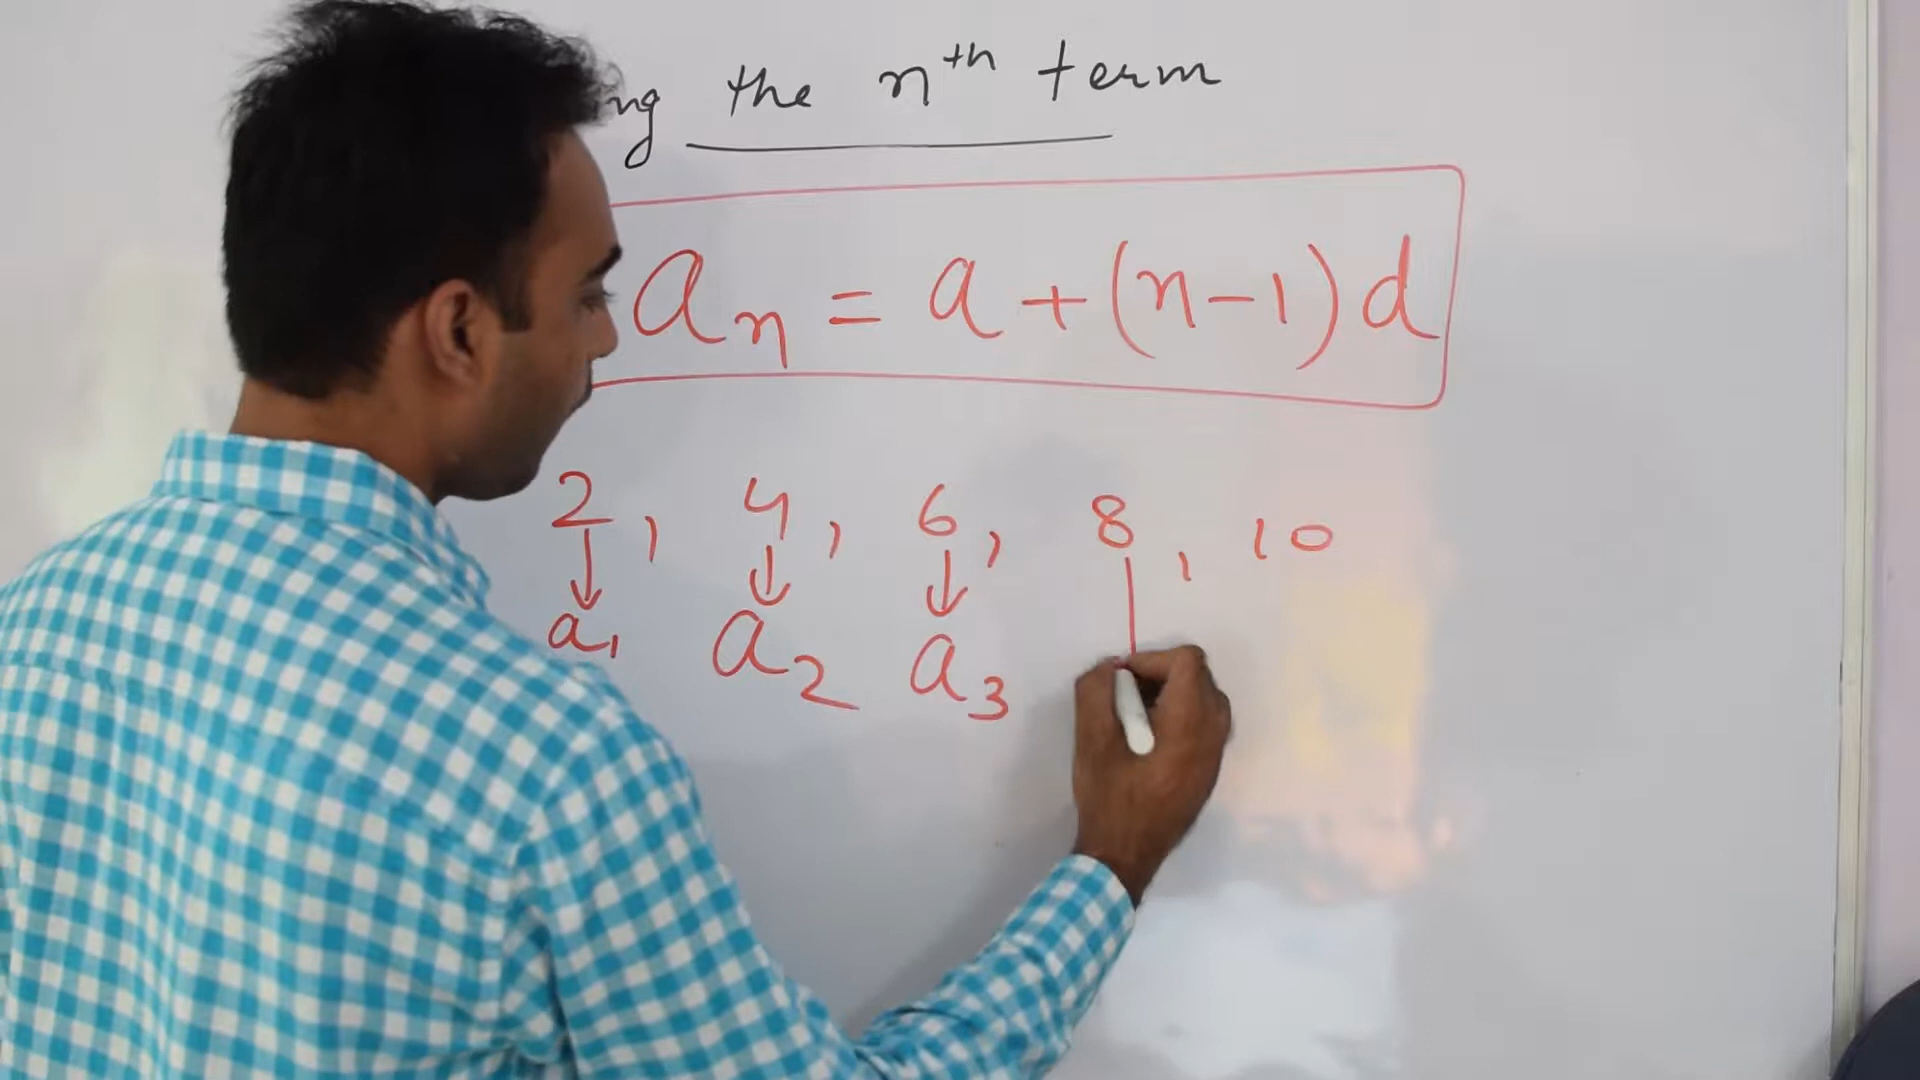 the nth term
an = a + (n-1) d
2, 4, 6, 8, 10
a1 a2 a3